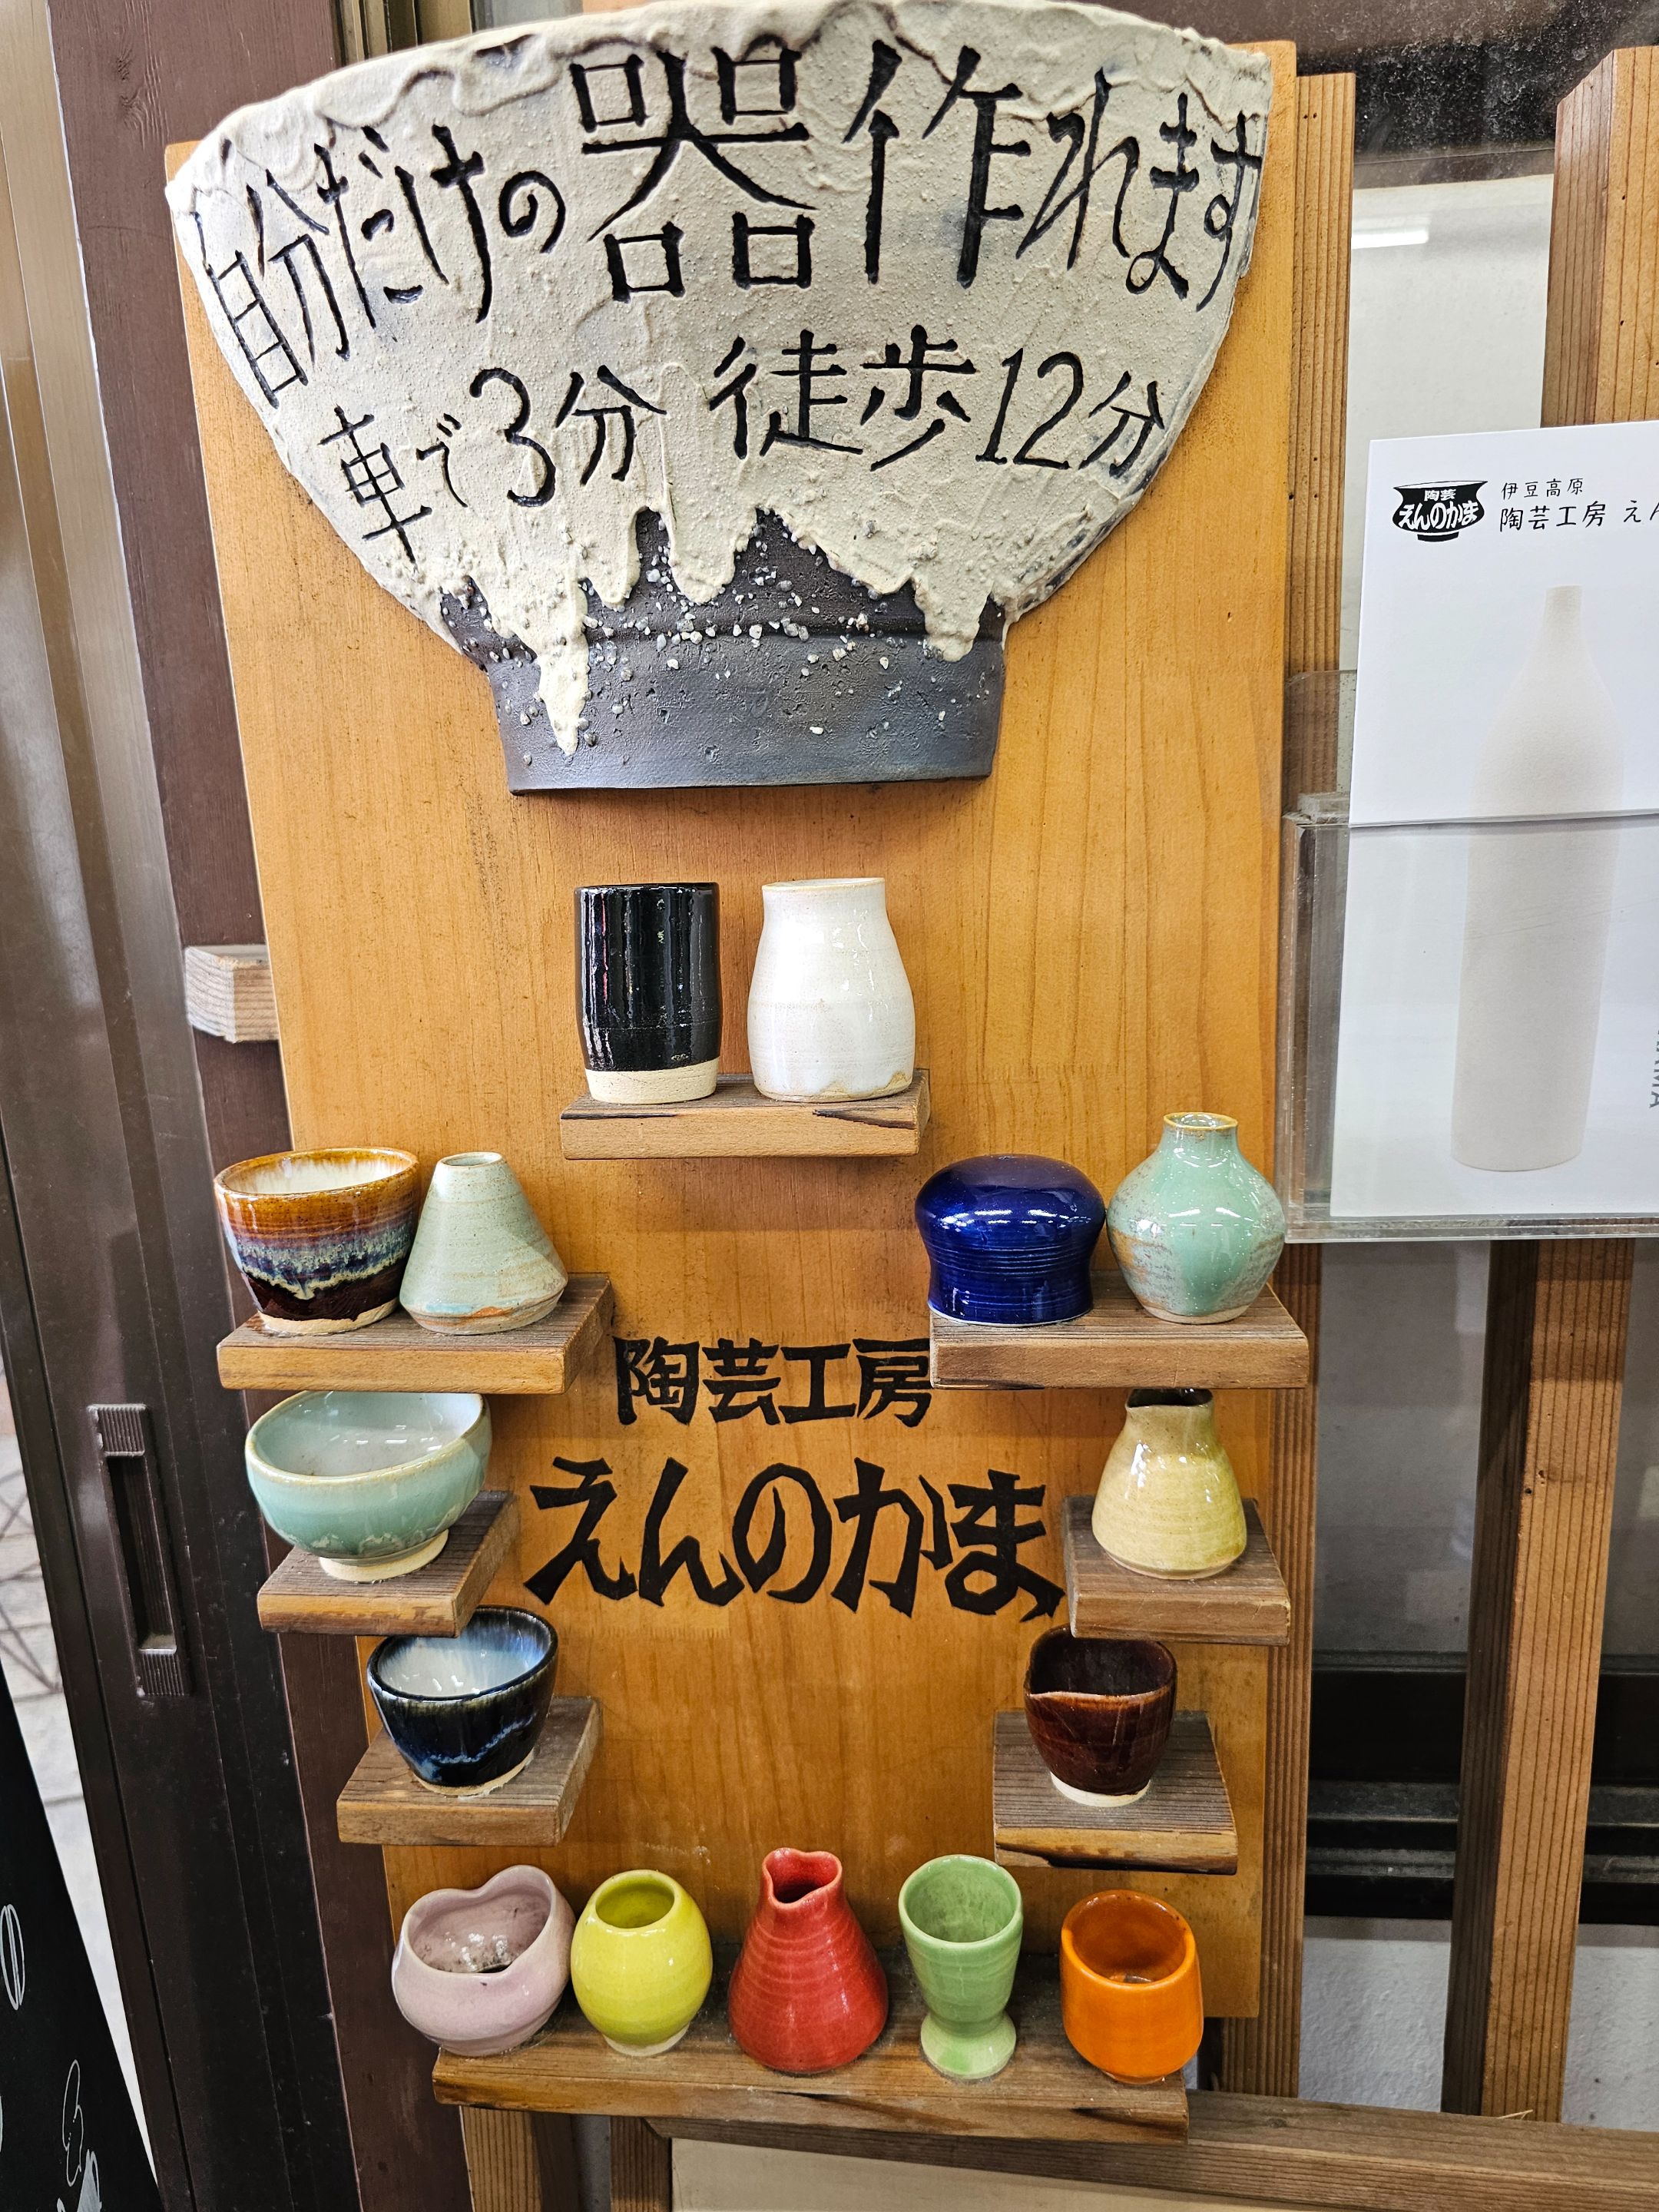 自分だけの器作れます
車で3分 徒歩12分
陶芸工房
えんのかま
陶芸
えんのかま
伊豆高原
陶芸工房 えん